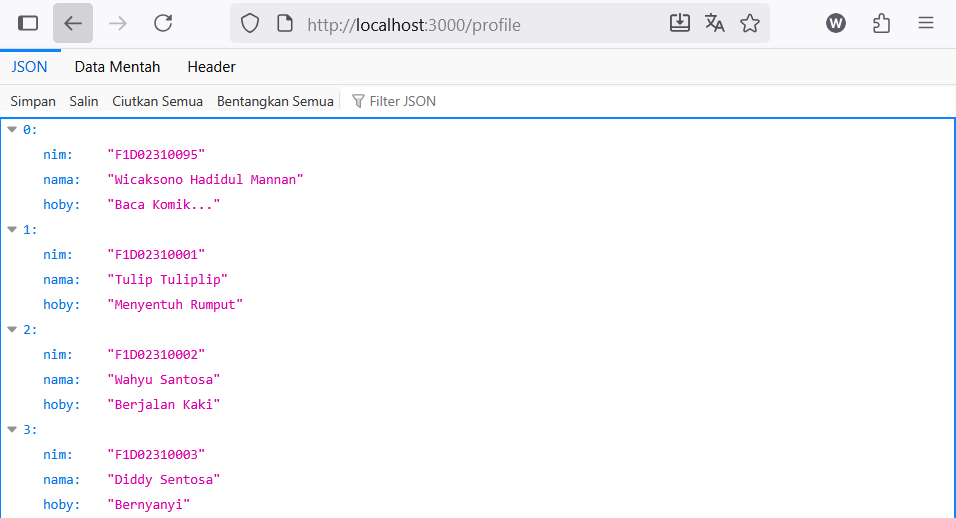 http://localhost:3000/profile W
JSON Data Mentah Header
Simpan Salin Ciutkan Semua Bentangkan Semua Filter JSON
0:
nim: "F1D02310095"
nama: "Wicaksono Hadidul Mannan"
hoby: "Baca Komik..."
1:
nim: "F1D02310001"
nama: "Tulip Tuliplip"
hoby: "Menyentuh Rumput"
2:
nim: "F1D02310002"
nama: "Wahyu Santosa"
hoby: "Berjalan Kaki"
3:
nim: "F1D02310003"
nama: "Diddy Sentosa"
hoby: "Bernyanyi"